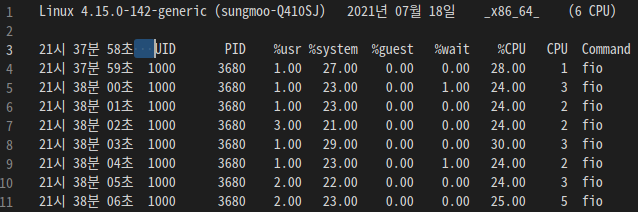 1 Linux 4.15.0-142-generic (sungmoo-Q410SJ) 2021년 07월 18일 _x86_64_ (6 CPU)
2
3 21시 37분 58초 UID PID %usr %system %guest %wait %CPU CPU Command
4 21시 37분 59초 1000 3680 1.00 27.00 0.00 0.00 28.00 1 fio
5 21시 38분 00초 1000 3680 1.00 23.00 0.00 1.00 24.00 3 fio
6 21시 38분 01초 1000 3680 1.00 23.00 0.00 0.00 24.00 2 fio
7 21시 38분 02초 1000 3680 3.00 21.00 0.00 0.00 24.00 2 fio
8 21시 38분 03초 1000 3680 1.00 29.00 0.00 0.00 30.00 3 fio
9 21시 38분 04초 1000 3680 1.00 23.00 0.00 1.00 24.00 2 fio
10 21시 38분 05초 1000 3680 2.00 22.00 0.00 0.00 24.00 3 fio
11 21시 38분 06초 1000 3680 2.00 23.00 0.00 0.00 25.00 5 fio